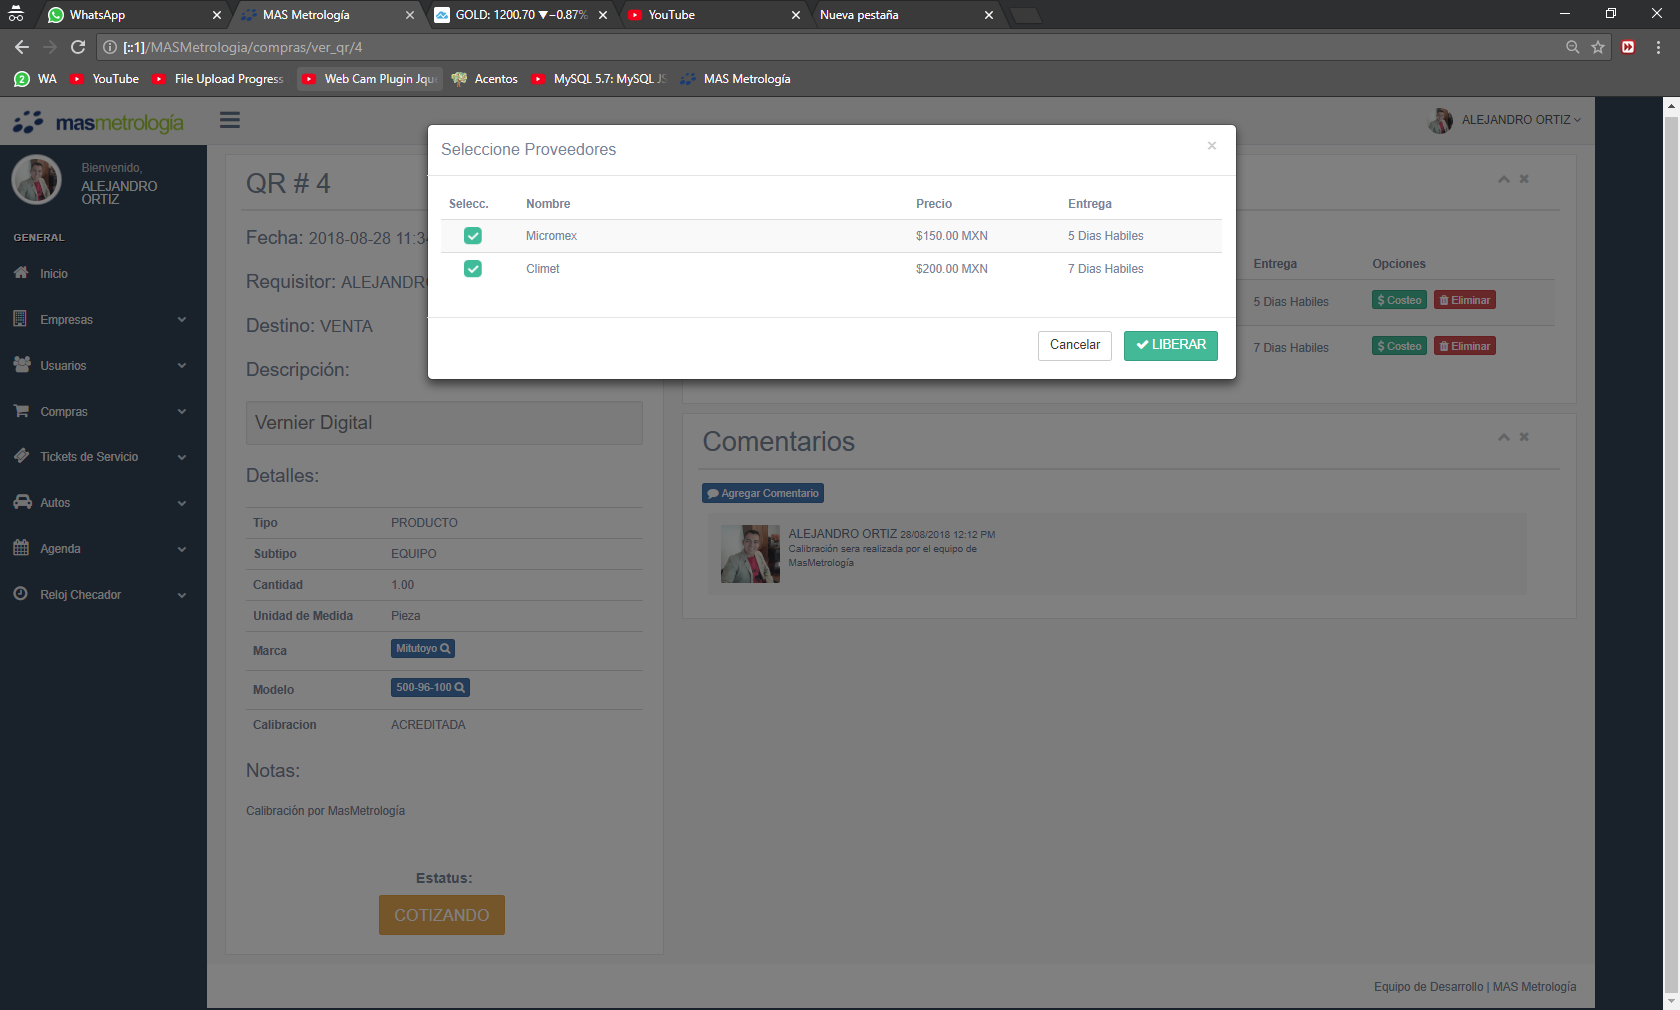 WhatsApp
MAS Metrología
GOLD: 1200.70 ▼−0.87%
YouTube
Nueva pestaña
[::1]/MASMetrologia/compras/ver_qr/4
2 WA
YouTube
File Upload Progress
Web Cam Plugin Jque
Acentos
MySQL 5.7: MySQL JS
MAS Metrología
masmetrología
ALEJANDRO ORTIZ
Bienvenido,
ALEJANDRO
ORTIZ
GENERAL
Inicio
Empresas
Usuarios
Compras
Tickets de Servicio
Autos
Agenda
Reloj Checador
Seleccione Proveedores
×
Selecc. Nombre Precio Entrega
Micromex $150.00 MXN 5 Dias Habiles
Climet $200.00 MXN 7 Dias Habiles
Cancelar
LIBERAR
QR # 4
Fecha: 2018-08-28 11:34
Requisitor: ALEJANDRO
Destino: VENTA
Descripción:
Vernier Digital
Detalles:
Tipo PRODUCTO
Subtipo EQUIPO
Cantidad 1.00
Unidad de Medida Pieza
Marca Mitutoyo
Modelo 500-96-100
Calibracion ACREDITADA
Notas:
Calibración por MasMetrología
Estatus:
COTIZANDO
Entrega Opciones
5 Dias Habiles $ Costeo Eliminar
7 Dias Habiles $ Costeo Eliminar
Comentarios
Agregar Comentario
ALEJANDRO ORTIZ 28/08/2018 12:12 PM
Calibración sera realizada por el equipo de
MasMetrología
Equipo de Desarrollo | MAS Metrología